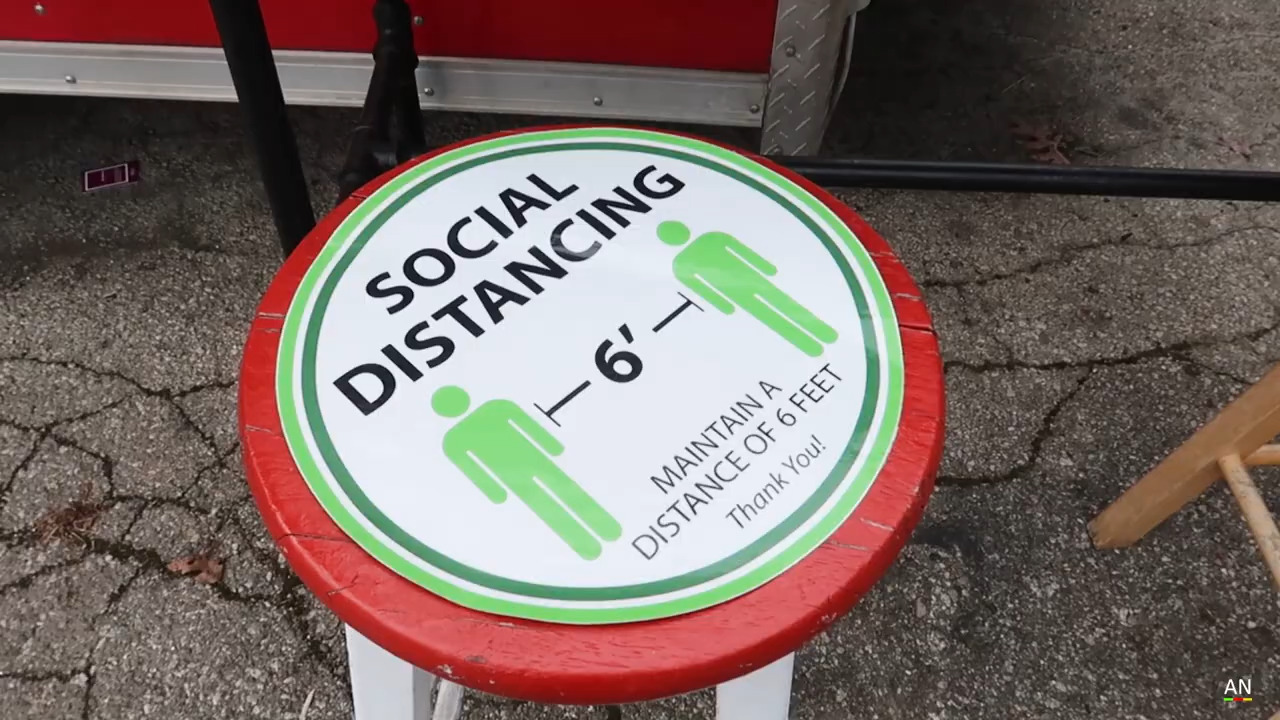 SOCIAL
DISTANCING
6'
MAINTAIN A
DISTANCE OF 6 FEET
Thank You!
AN